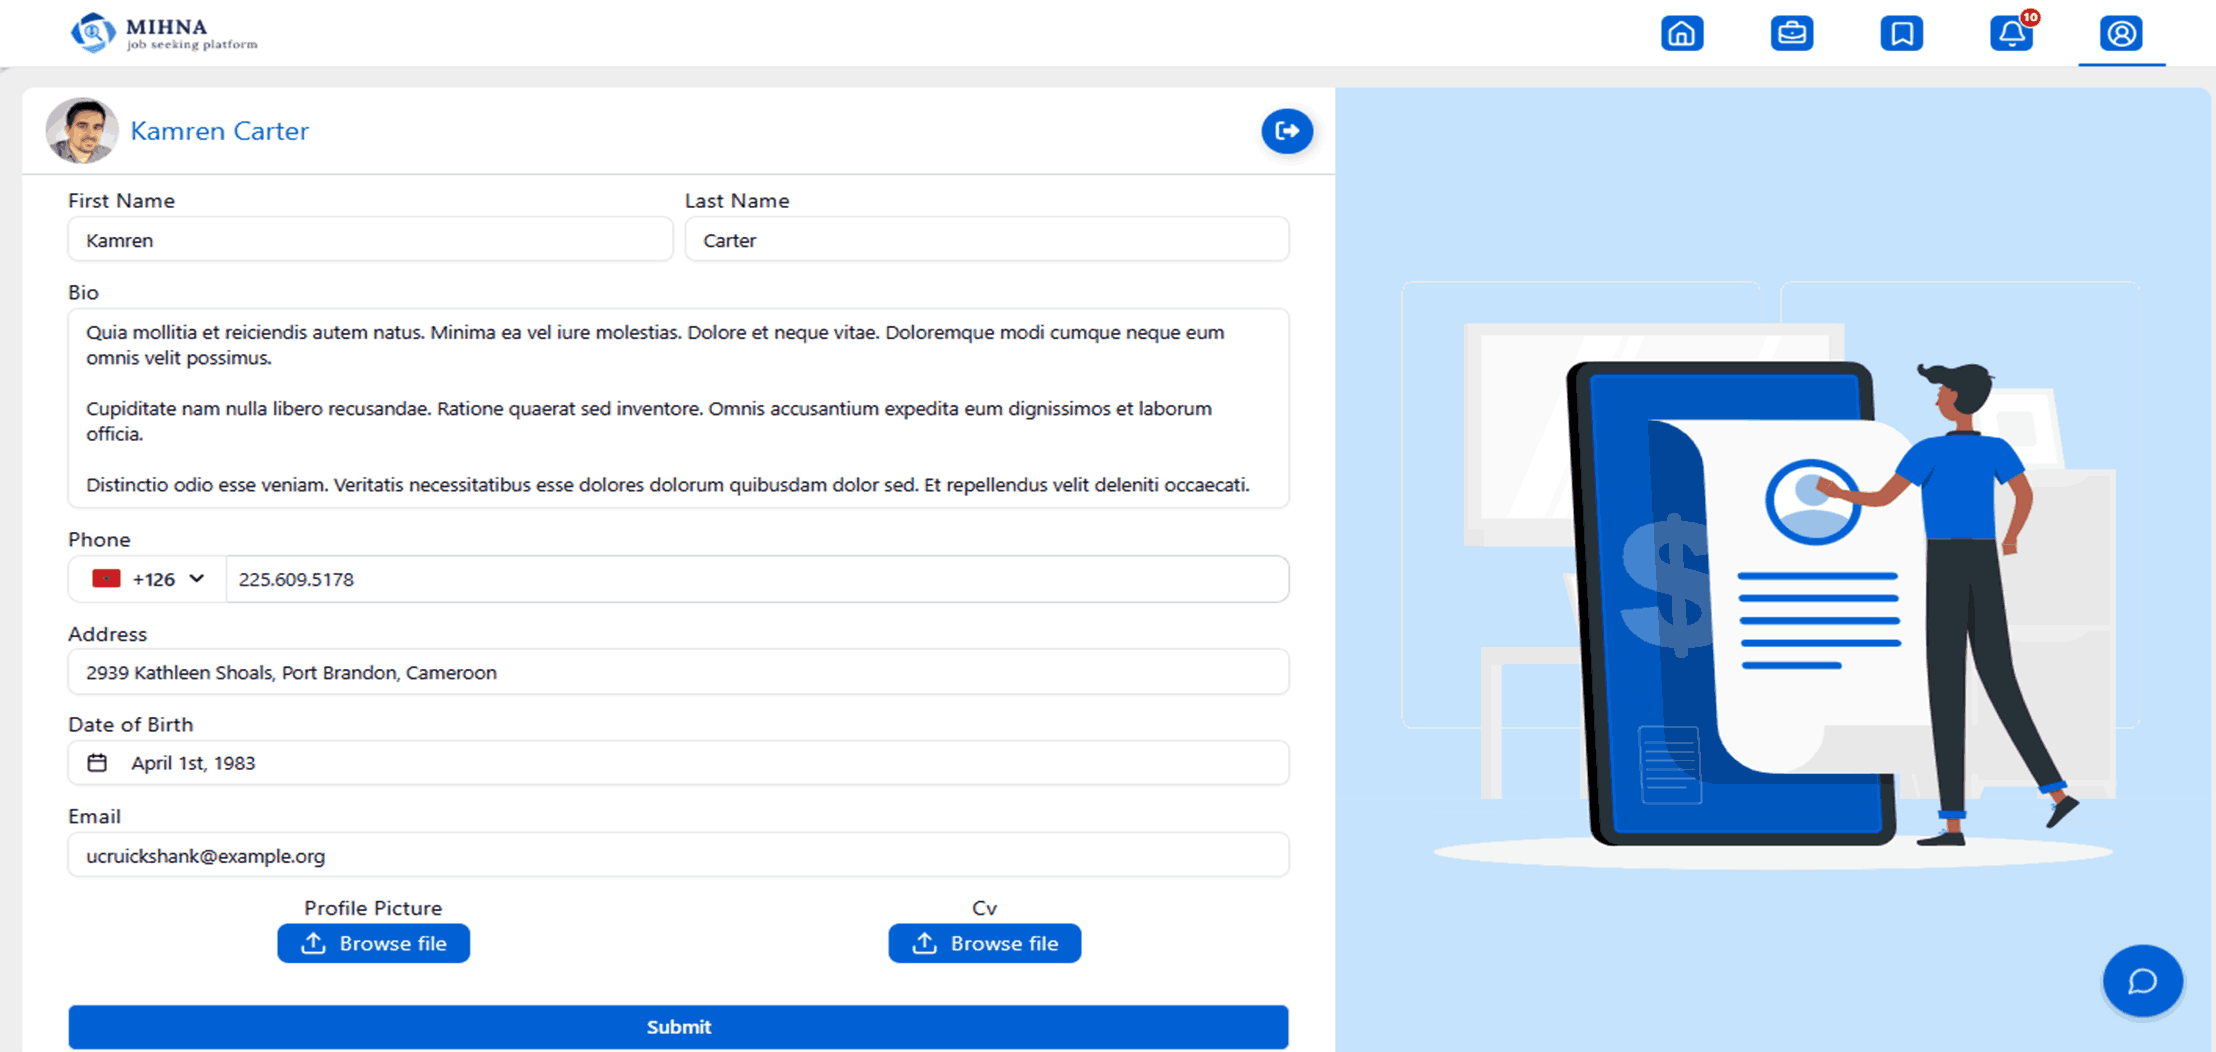 MIHNA
job seeking platform
10
Kamren Carter
First Name
Last Name
Kamren
Carter
Bio
Quia mollitia et reiciendis autem natus. Minima ea vel iure molestias. Dolore et neque vitae. Doloremque modi cumque neque eum
omnis velit possimus.
Cupiditate nam nulla libero recusandae. Ratione quaerat sed inventore. Omnis accusantium expedita eum dignissimos et laborum
officia.
Distinctio odio esse veniam. Veritatis necessitatibus esse dolores dolorum quibusdam dolor sed. Et repellendus velit deleniti occaecati.
Phone
+126
225.609.5178
Address
2939 Kathleen Shoals, Port Brandon, Cameroon
Date of Birth
April 1st, 1983
Email
ucruickshank@example.org
Profile Picture
Cv
Browse file
Browse file
Submit
$